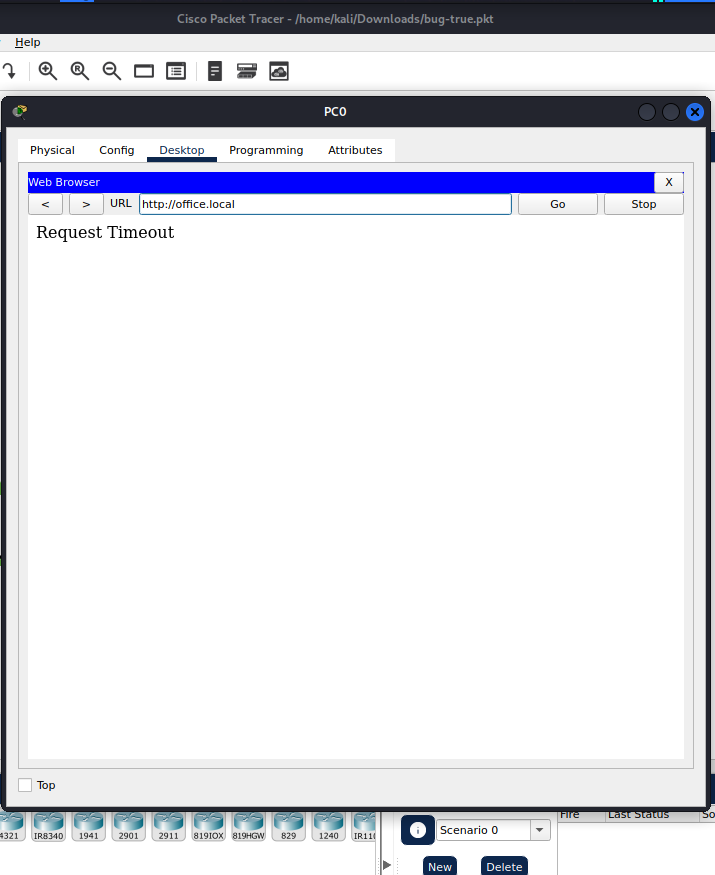 Cisco Packet Tracer - /home/kali/Downloads/bug-true.pkt
Help
PC0
Physical Config Desktop Programming Attributes
Web Browser X
< > URL http://office.local Go Stop
Request Timeout
Top
4321 IR8340 1941 2901 2911 819IOX 819HGW 829 1240 IR110
Scenario 0
Fire Last Status So
New Delete